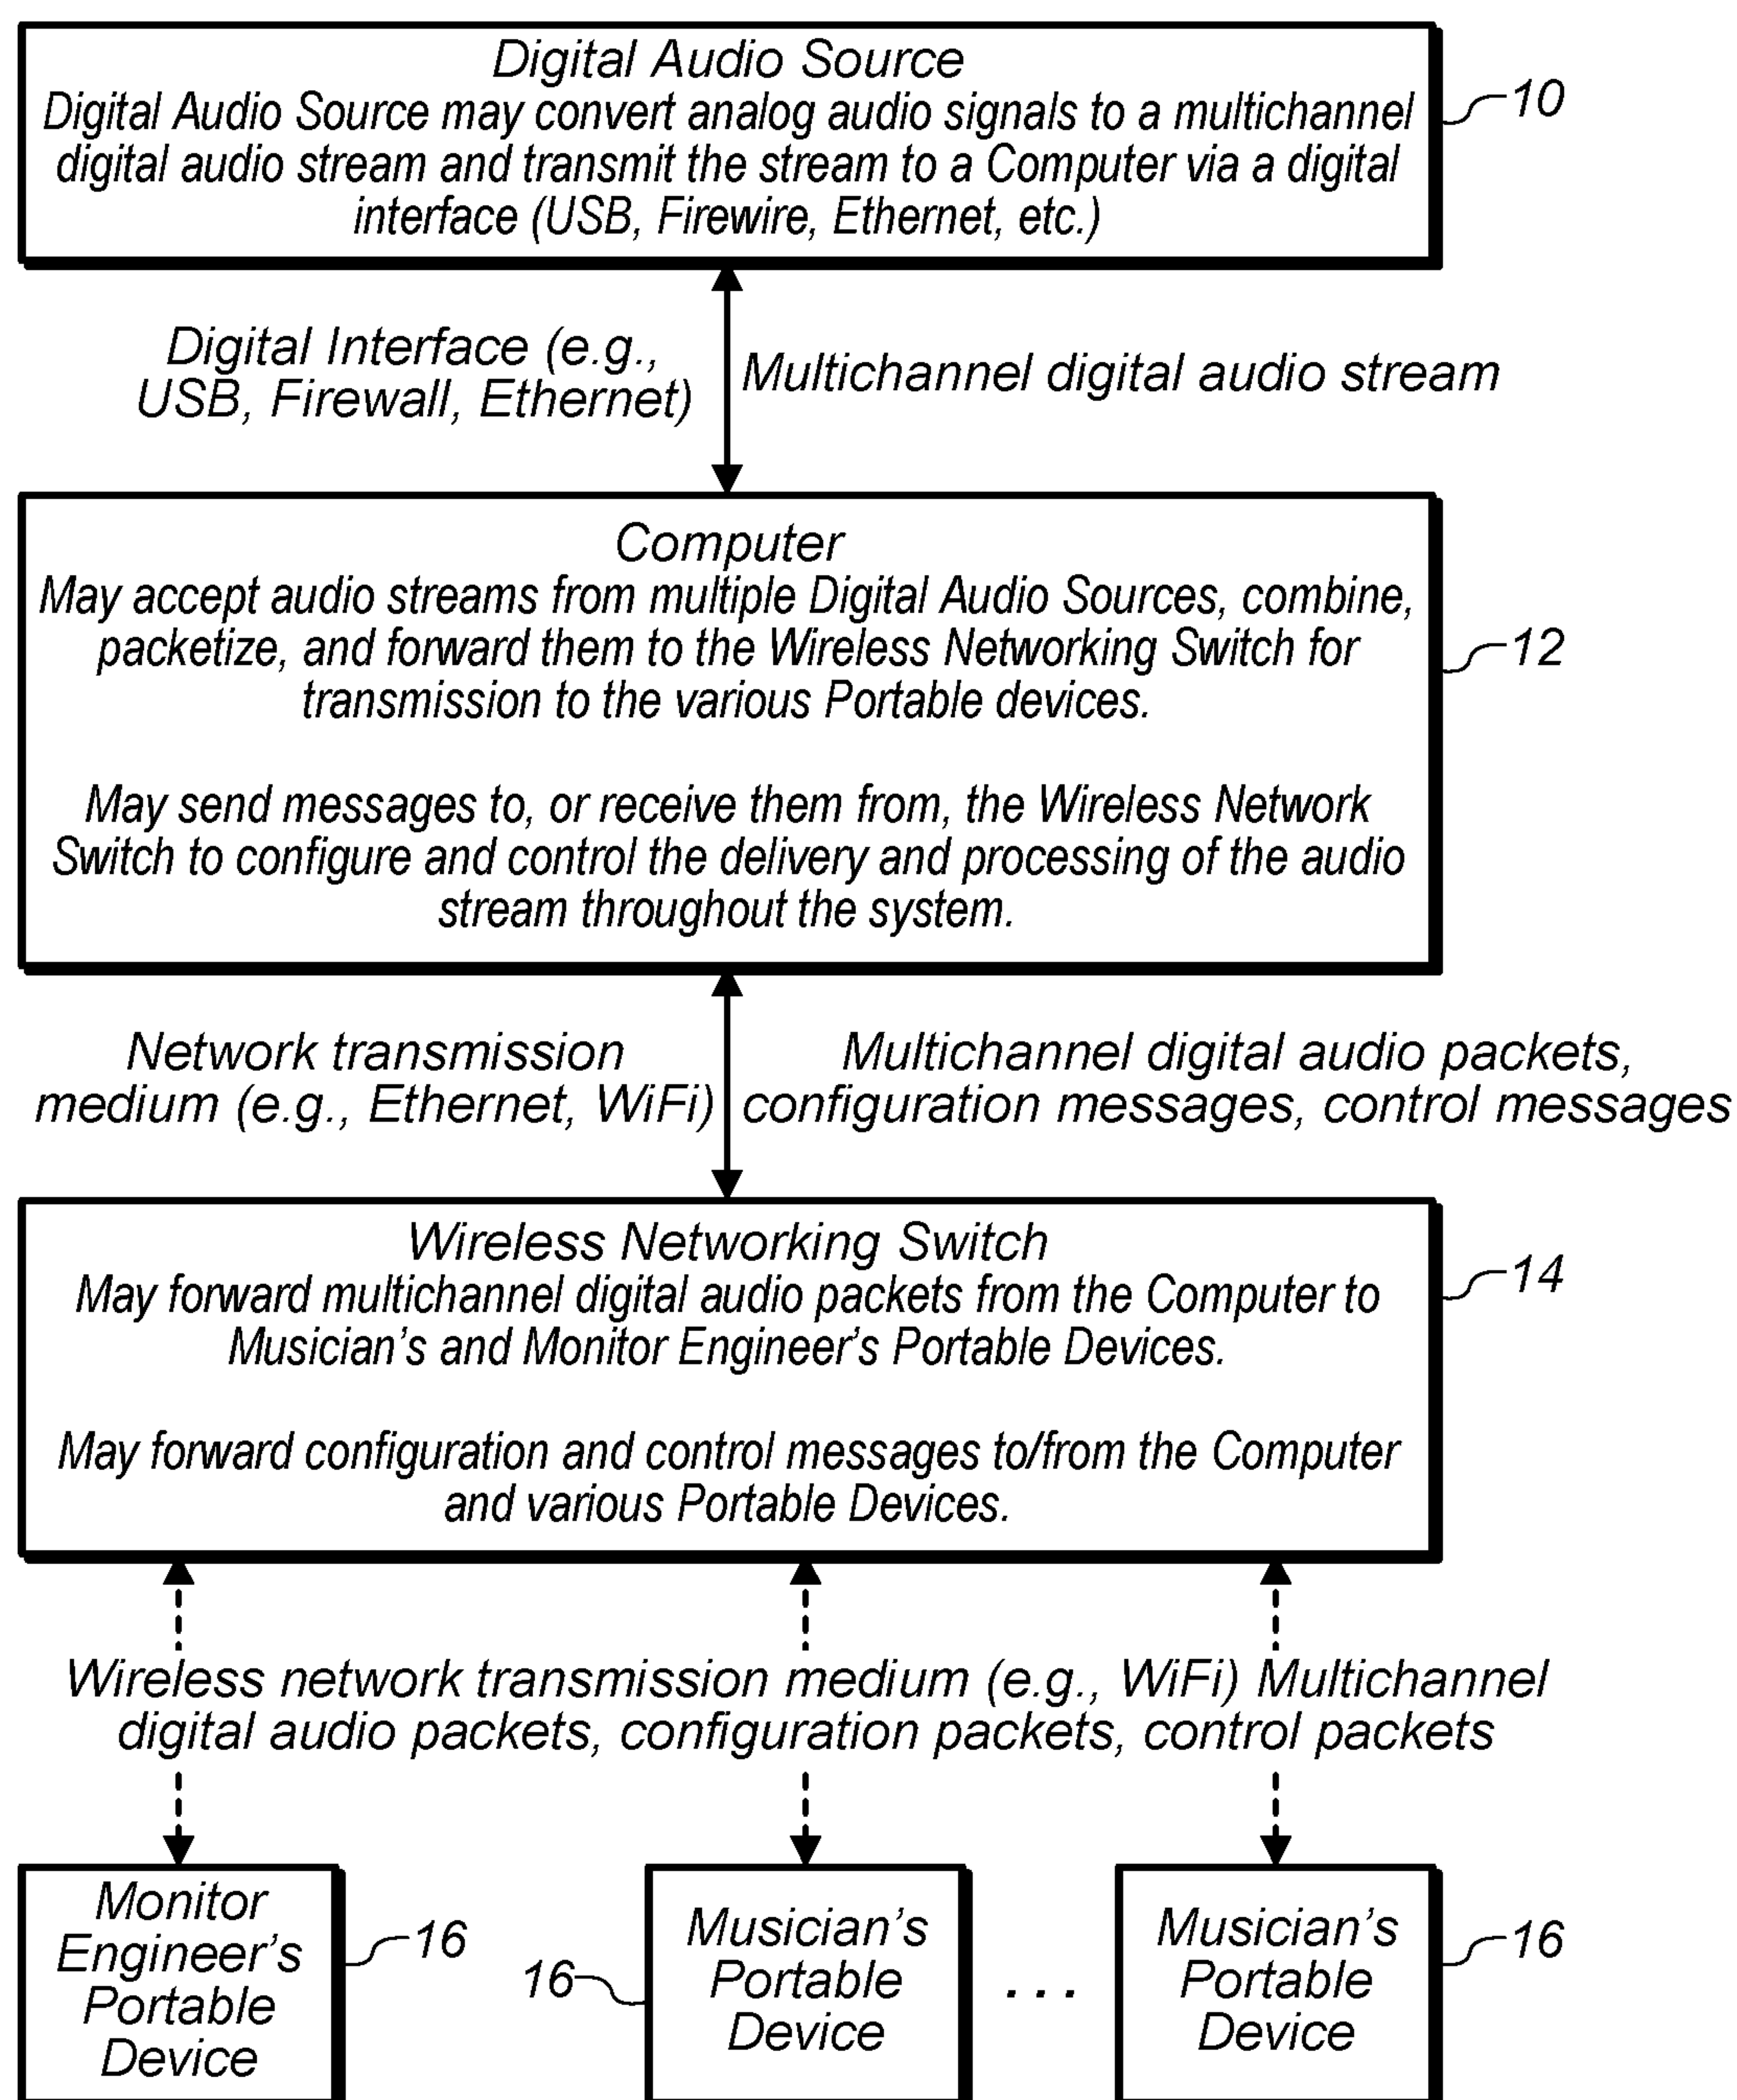 Digital Audio Source
Digital Audio Source may convert analog audio signals to a multichannel
digital audio stream and transmit the stream to a Computer via a digital
interface (USB, Firewire, Ethernet, etc.)
10
Digital Interface (e.g.,
USB, Firewall, Ethernet)
Multichannel digital audio stream
Computer
May accept audio streams from multiple Digital Audio Sources, combine,
packetize, and forward them to the Wireless Networking Switch for
transmission to the various Portable devices.
May send messages to, or receive them from, the Wireless Network
Switch to configure and control the delivery and processing of the audio
stream throughout the system.
12
Network transmission
medium (e.g., Ethernet, WiFi)
Multichannel digital audio packets,
configuration messages, control messages
Wireless Networking Switch
May forward multichannel digital audio packets from the Computer to
Musician's and Monitor Engineer's Portable Devices.
May forward configuration and control messages to/from the Computer
and various Portable Devices.
14
Wireless network transmission medium (e.g., WiFi) Multichannel
digital audio packets, configuration packets, control packets
Monitor
Engineer's
Portable
Device
16
16
Musician's
Portable
Device
...
Musician's
Portable
Device
16